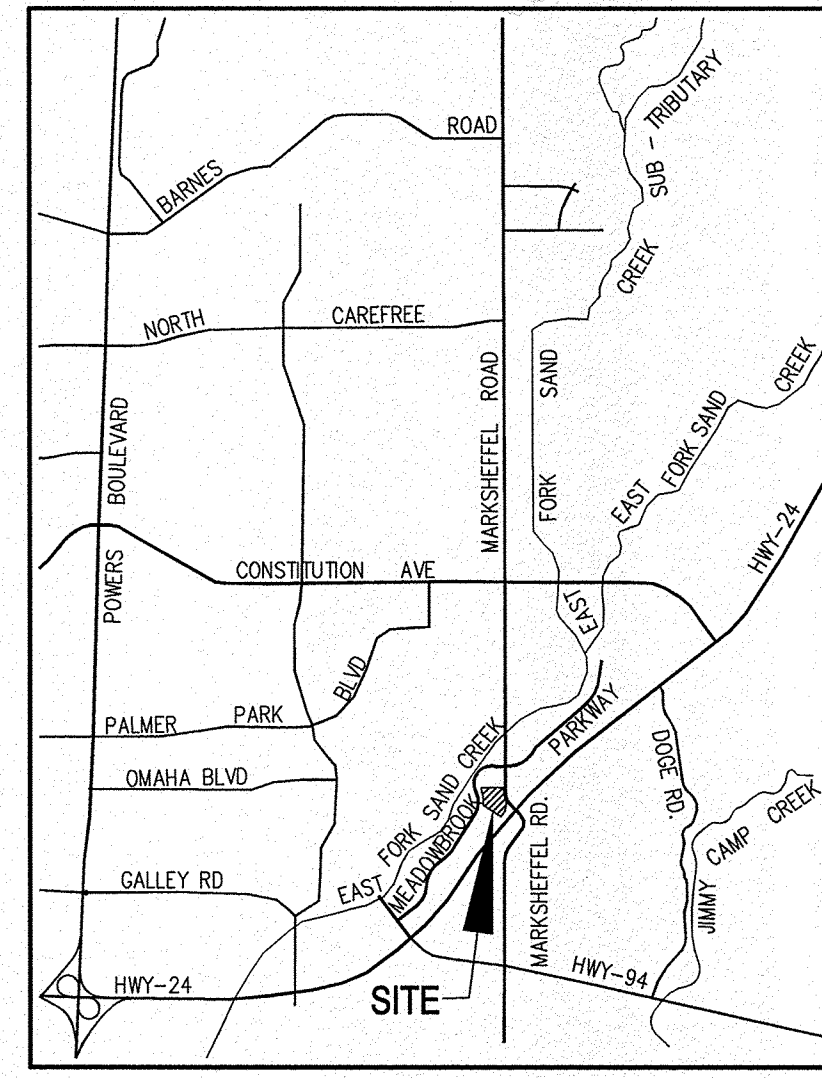 ROAD
BARNES
SUB - TRIBUTARY
CREEK
NORTH CAREFREE
SAND
FORK
EAST
MARKSHEFFEL ROAD
EAST FORK SAND CREEK
HWY-24
POWERS BOULEVARD
CONSTITUTION AVE
PALMER PARK BLVD
OMAHA BLVD
EAST FORK SAND CREEK
MEADOWBROOK PARKWAY
DOGE RD.
JIMMY CAMP CREEK
MARKSHEFFEL RD.
GALLEY RD
HWY-24
HWY-94
SITE